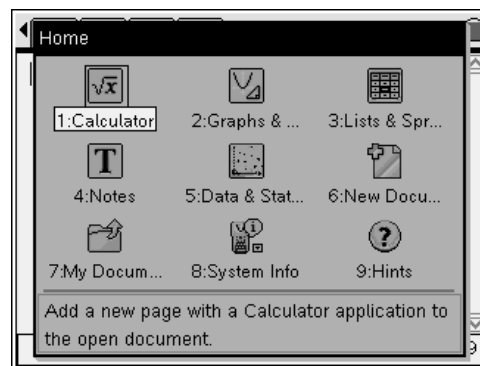 Home
√x
1:Calculator 2:Graphs & ... 3:Lists & Spr...
T
4:Notes 5:Data & Stat... 6:New Docu...
?
7:My Docum... 8:System Info 9:Hints
Add a new page with a Calculator application to
the open document.
9